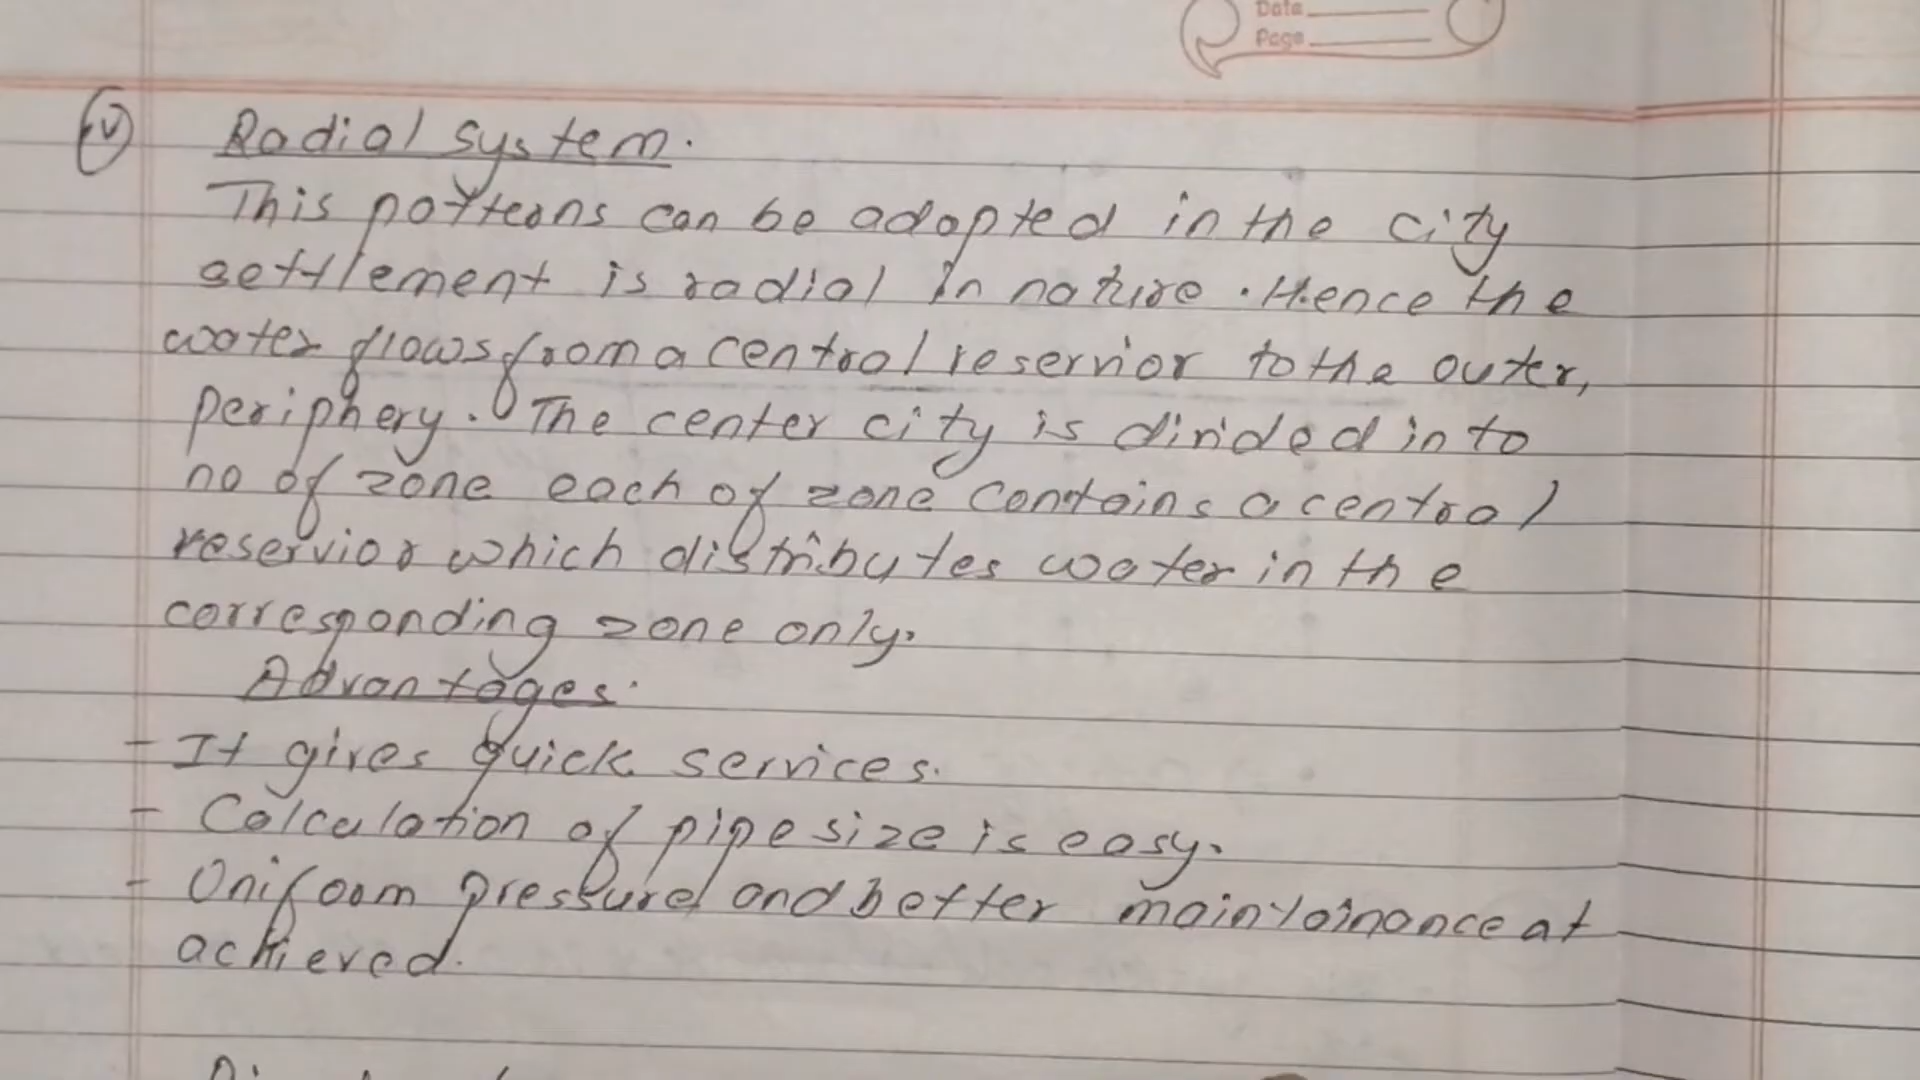 Date
Page
iv Radial system.
This patterns can be adopted in the city
settlement is radial in nature. Hence the
water flows from a central reservior to the outer,
periphery. The center city is divided into
no of zone each of zone contains a central
reservior which distributes water in the
corresponding zone only.
Advantages.
- It gives quick services.
- Calculation of pipe size is easy.
- Uniform pressure and better maintainance at
achieved.